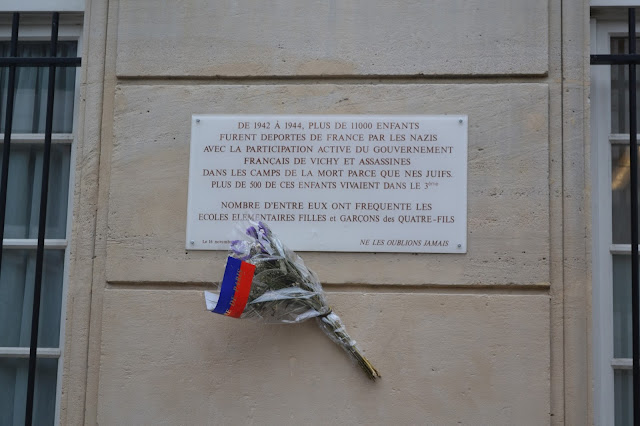 DE 1942 À 1944, PLUS DE 11000 ENFANTS
FURENT DEPORTES DE FRANCE PAR LES NAZIS
AVEC LA PARTICIPATION ACTIVE DU GOUVERNEMENT
FRANÇAIS DE VICHY ET ASSASSINES
DANS LES CAMPS DE LA MORT PARCE QUE NES JUIFS.
PLUS DE 500 DE CES ENFANTS VIVAIENT DANS LE 3ème
NOMBRE D'ENTRE EUX ONT FREQUENTE LES
ECOLES ELEMENTAIRES FILLES et GARÇONS des QUATRE-FILS
Le
NE LES OUBLIONS JAMAIS